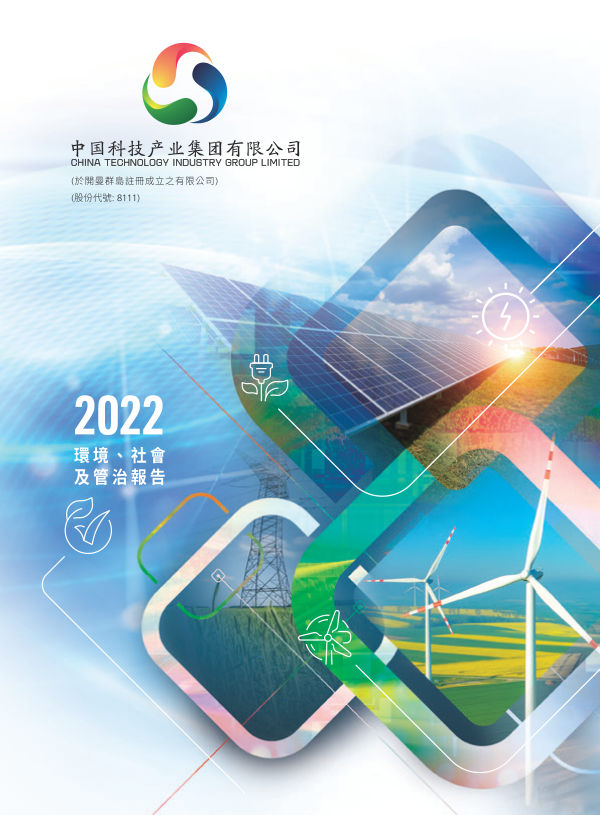 中国科技产业集团有限公司
CHINA TECHNOLOGY INDUSTRY GROUP LIMITED
(於開曼群島註冊成立之有限公司)
(股份代號: 8111)
2022
環境、社會
及管治報告